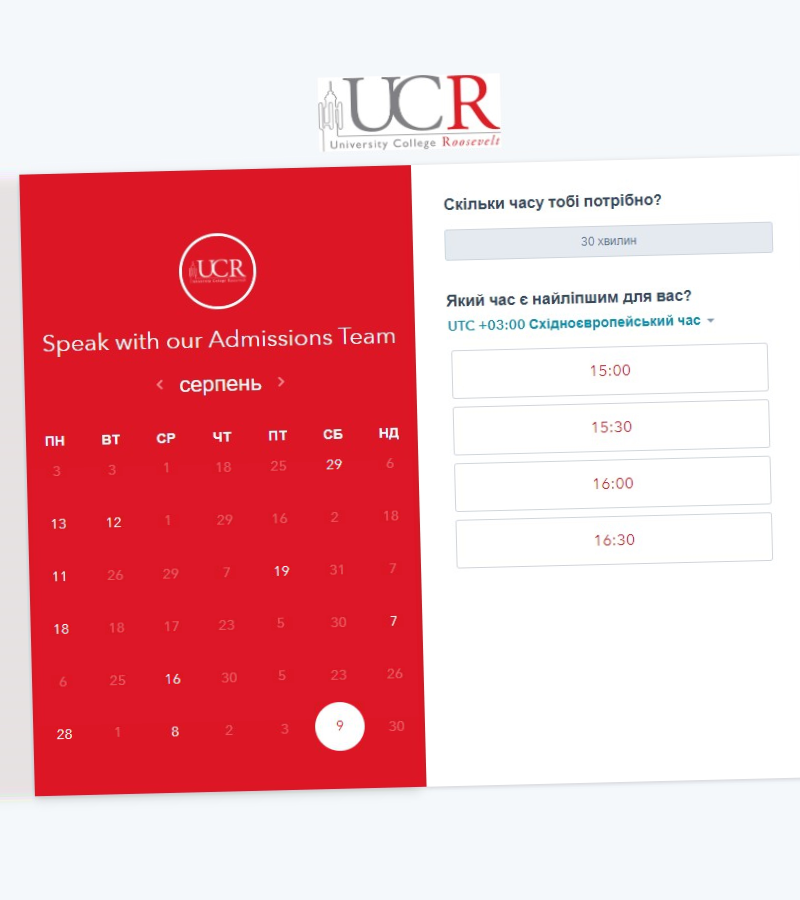 UCR
University College Roosevelt
UCR
University College Roosevelt
Speak with our Admissions Team
серпень
ПН ВТ СР ЧТ ПТ СБ НД
3 3 1 18 25 29 6
13 12 1 29 16 2 18
11 26 29 7 19 31 7
18 18 17 23 5 30 7
6 25 16 30 5 23 26
28 1 8 2 3 9 30
Скільки часу тобі потрібно?
30 хвилин
Який час є найліпшим для вас?
UTC +03:00 Східноєвропейський час
15:00
15:30
16:00
16:30